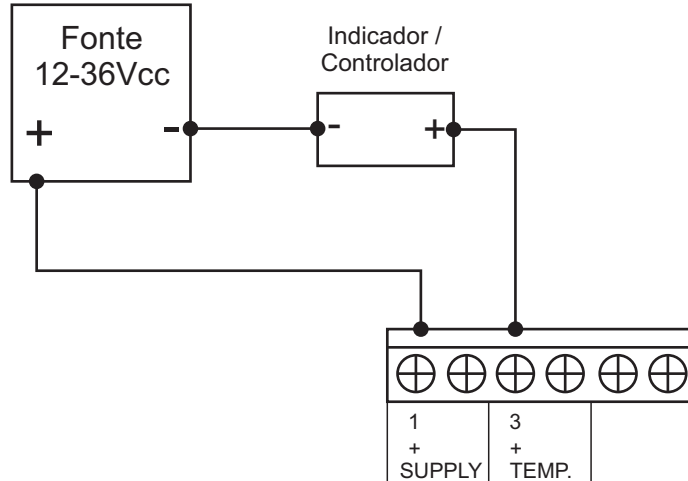 Fonte
12-36Vcc
+
-
Indicador /
Controlador
-
+
1
+
SUPPLY
3
+
TEMP.